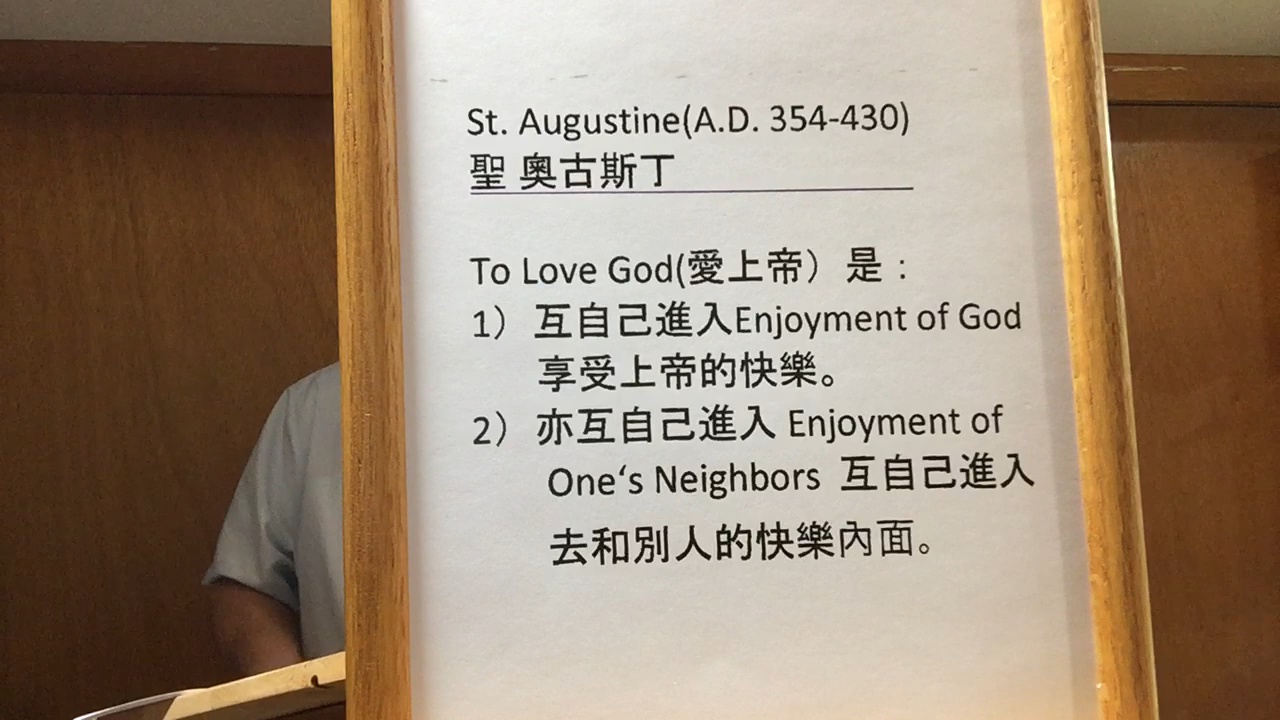 St. Augustine(A.D. 354-430)
聖 奧古斯丁
To Love God(愛上帝）是：
1）互自己進入Enjoyment of God
享受上帝的快樂。
2）亦互自己進入 Enjoyment of
One‘s Neighbors 互自己進入
去和別人的快樂內面。